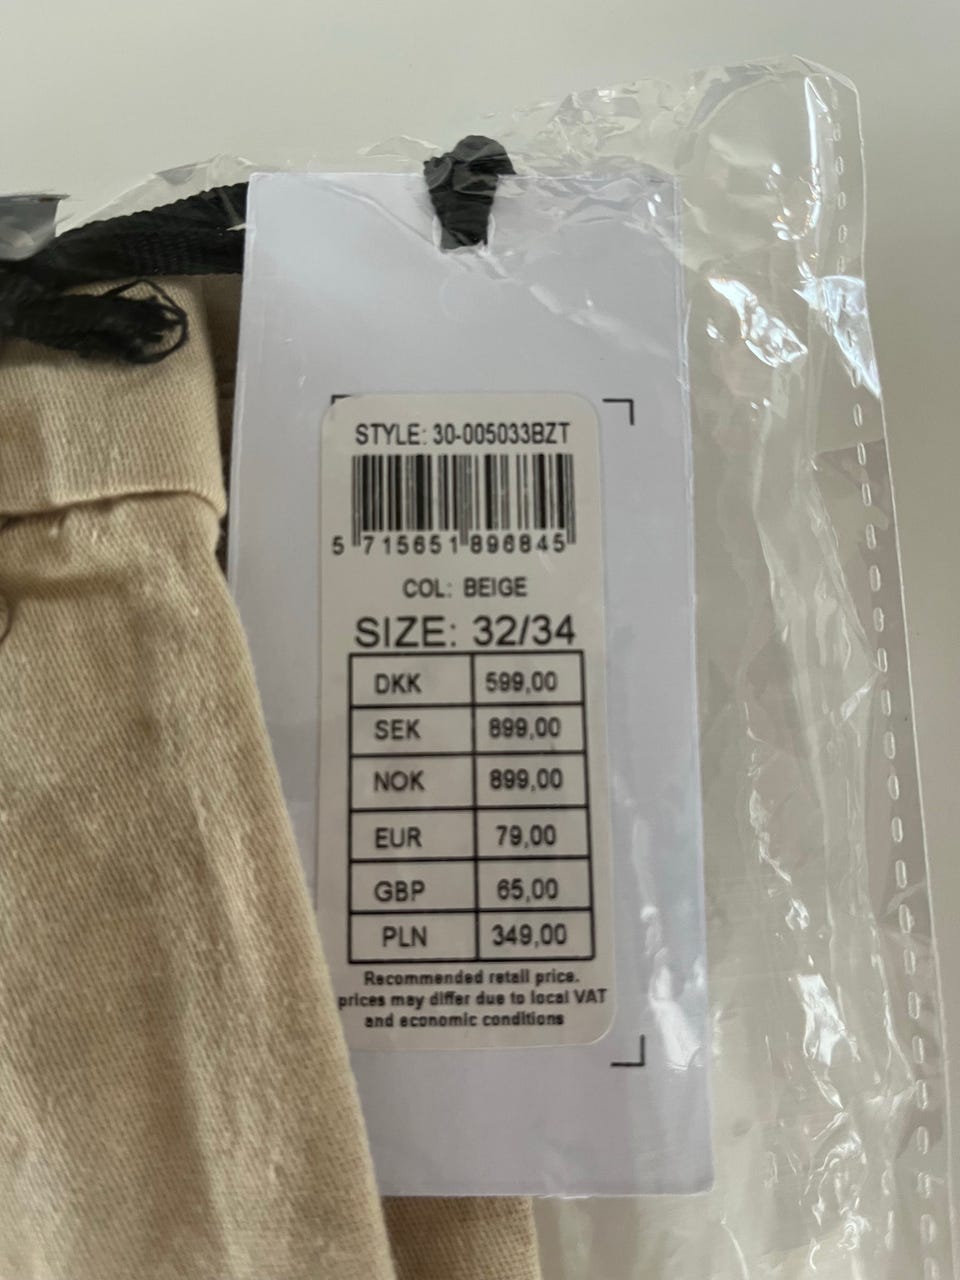 STYLE: 30-005033BZT
5 715651 896845
COL: BEIGE
SIZE: 32/34
DKK 599,00
SEK 899,00
NOK 899,00
EUR 79,00
GBP 65,00
PLN 349,00
Recommended retail price.
prices may differ due to local VAT
and economic conditions